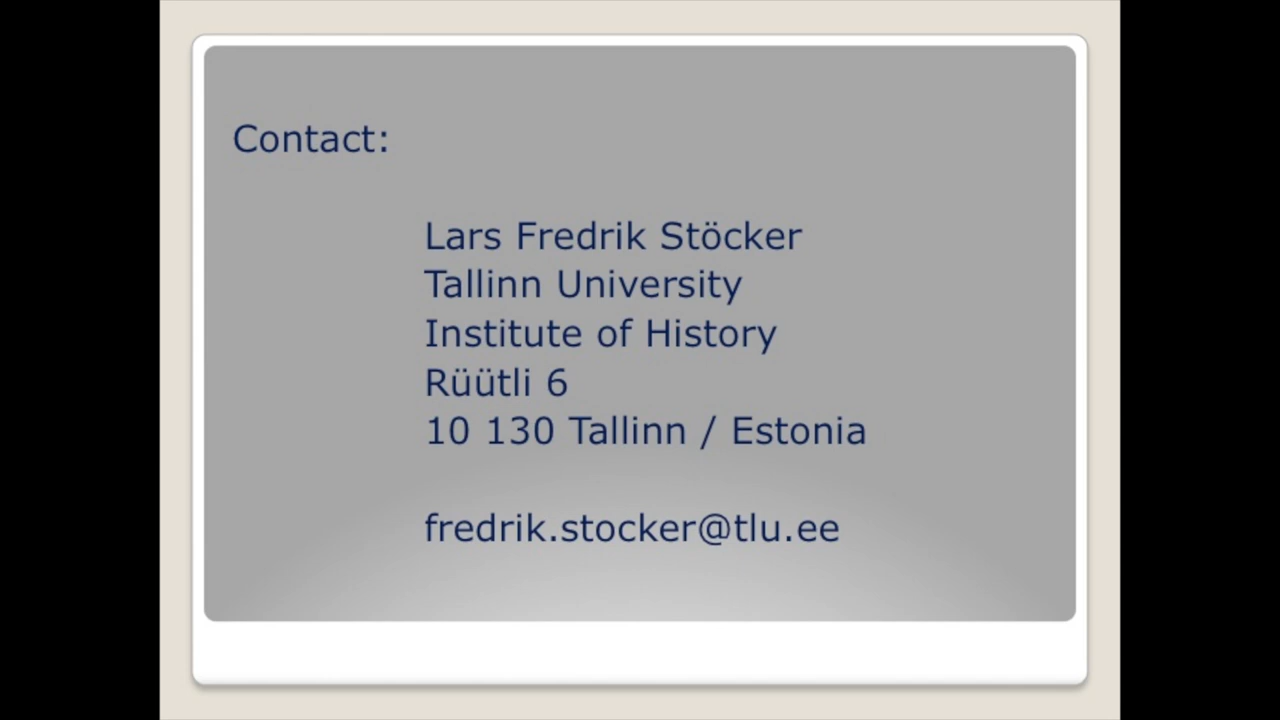 Contact:
Lars Fredrik Stöcker
Tallinn University
Institute of History
Rüütli 6
10 130 Tallinn / Estonia
fredrik.stocker@tlu.ee